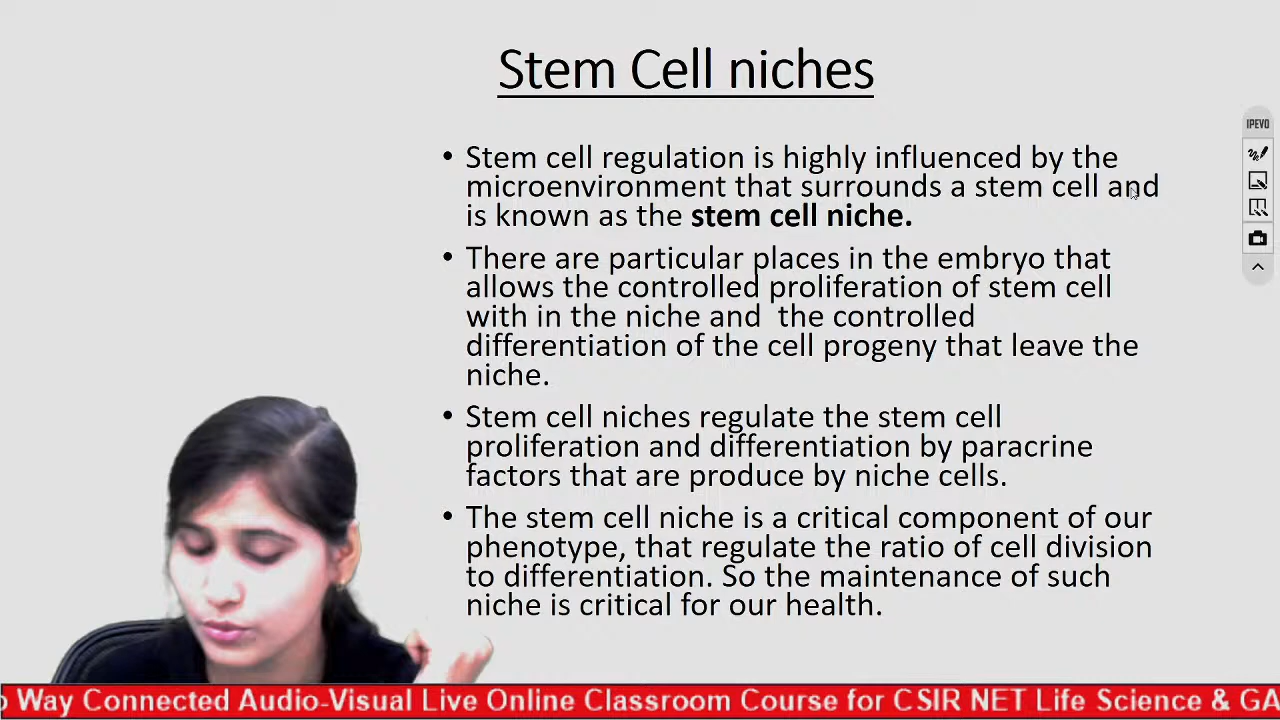 Stem Cell niches
• Stem cell regulation is highly influenced by the
microenvironment that surrounds a stem cell and
is known as the stem cell niche.
• There are particular places in the embryo that
allows the controlled proliferation of stem cell
with in the niche and the controlled
differentiation of the cell progeny that leave the
niche.
• Stem cell niches regulate the stem cell
proliferation and differentiation by paracrine
factors that are produce by niche cells.
• The stem cell niche is a critical component of our
phenotype, that regulate the ratio of cell division
to differentiation. So the maintenance of such
niche is critical for our health.
IPEVO
o Way Connected Audio-Visual Live Online Classroom Course for CSIR NET Life Science & GA